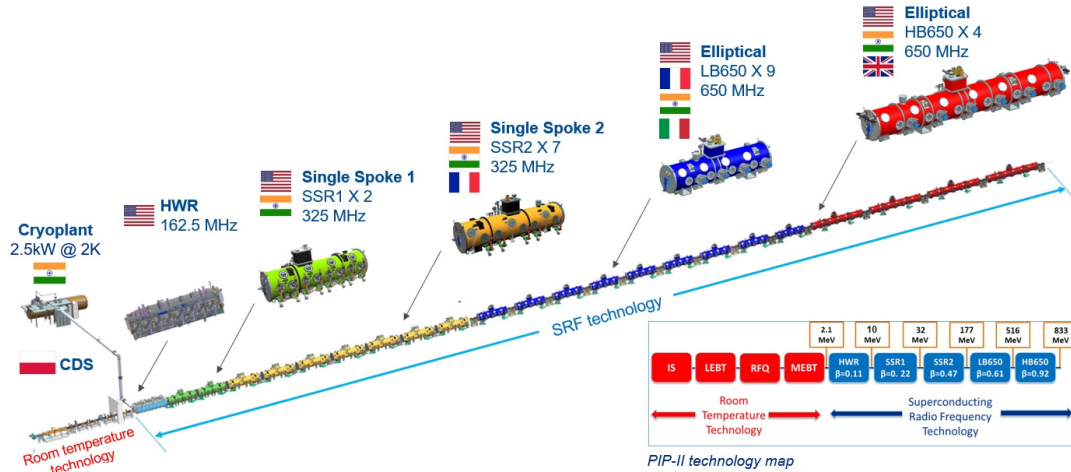 Elliptical
HB650 X 4
650 MHz
Elliptical
LB650 X 9
650 MHz
Single Spoke 2
SSR2 X 7
325 MHz
Single Spoke 1
SSR1 X 2
325 MHz
HWR
162.5 MHz
Cryoplant
2.5kW @ 2K
CDS
SRF technology
Room temperature
technology
2.1
MeV
10
MeV
32
MeV
177
MeV
516
MeV
833
MeV
IS
LEBT
RFQ
MEBT
HWR
β=0.11
SSR1
β=0. 22
SSR2
β=0.47
LB650
β=0.61
HB650
β=0.92
Room
Temperature
Technology
Superconducting
Radio Frequency
Technology
PIP-II technology map